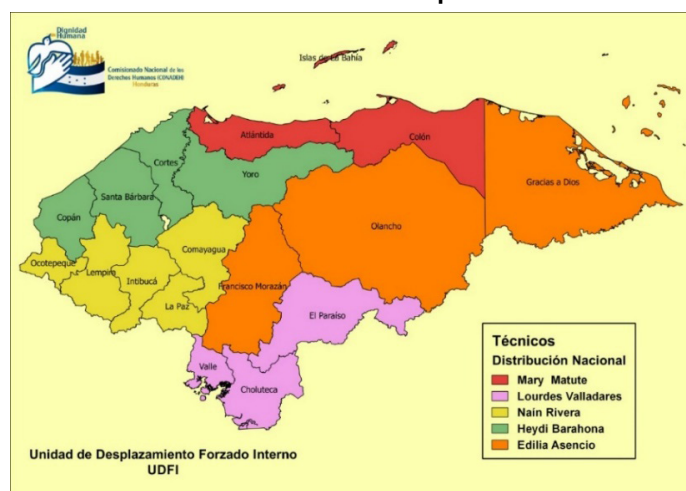 Dignidad
Humana
Comisionado Nacional de los
Derechos Humanos (CONADEH)
Honduras
Islas de La Bahía
Atlántida
Colón
Cortes
Yoro
Gracias a Dios
Santa Bárbara
Copán
Olancho
Comayagua
Ocotepeque
Lempira
Intibucá
Francisco Morazán
La Paz
El Paraíso
Valle
Choluteca
Técnicos
Distribución Nacional
Mary Matute
Lourdes Valladares
Nain Rivera
Heydi Barahona
Edilia Asencio
Unidad de Desplazamiento Forzado Interno
UDFI